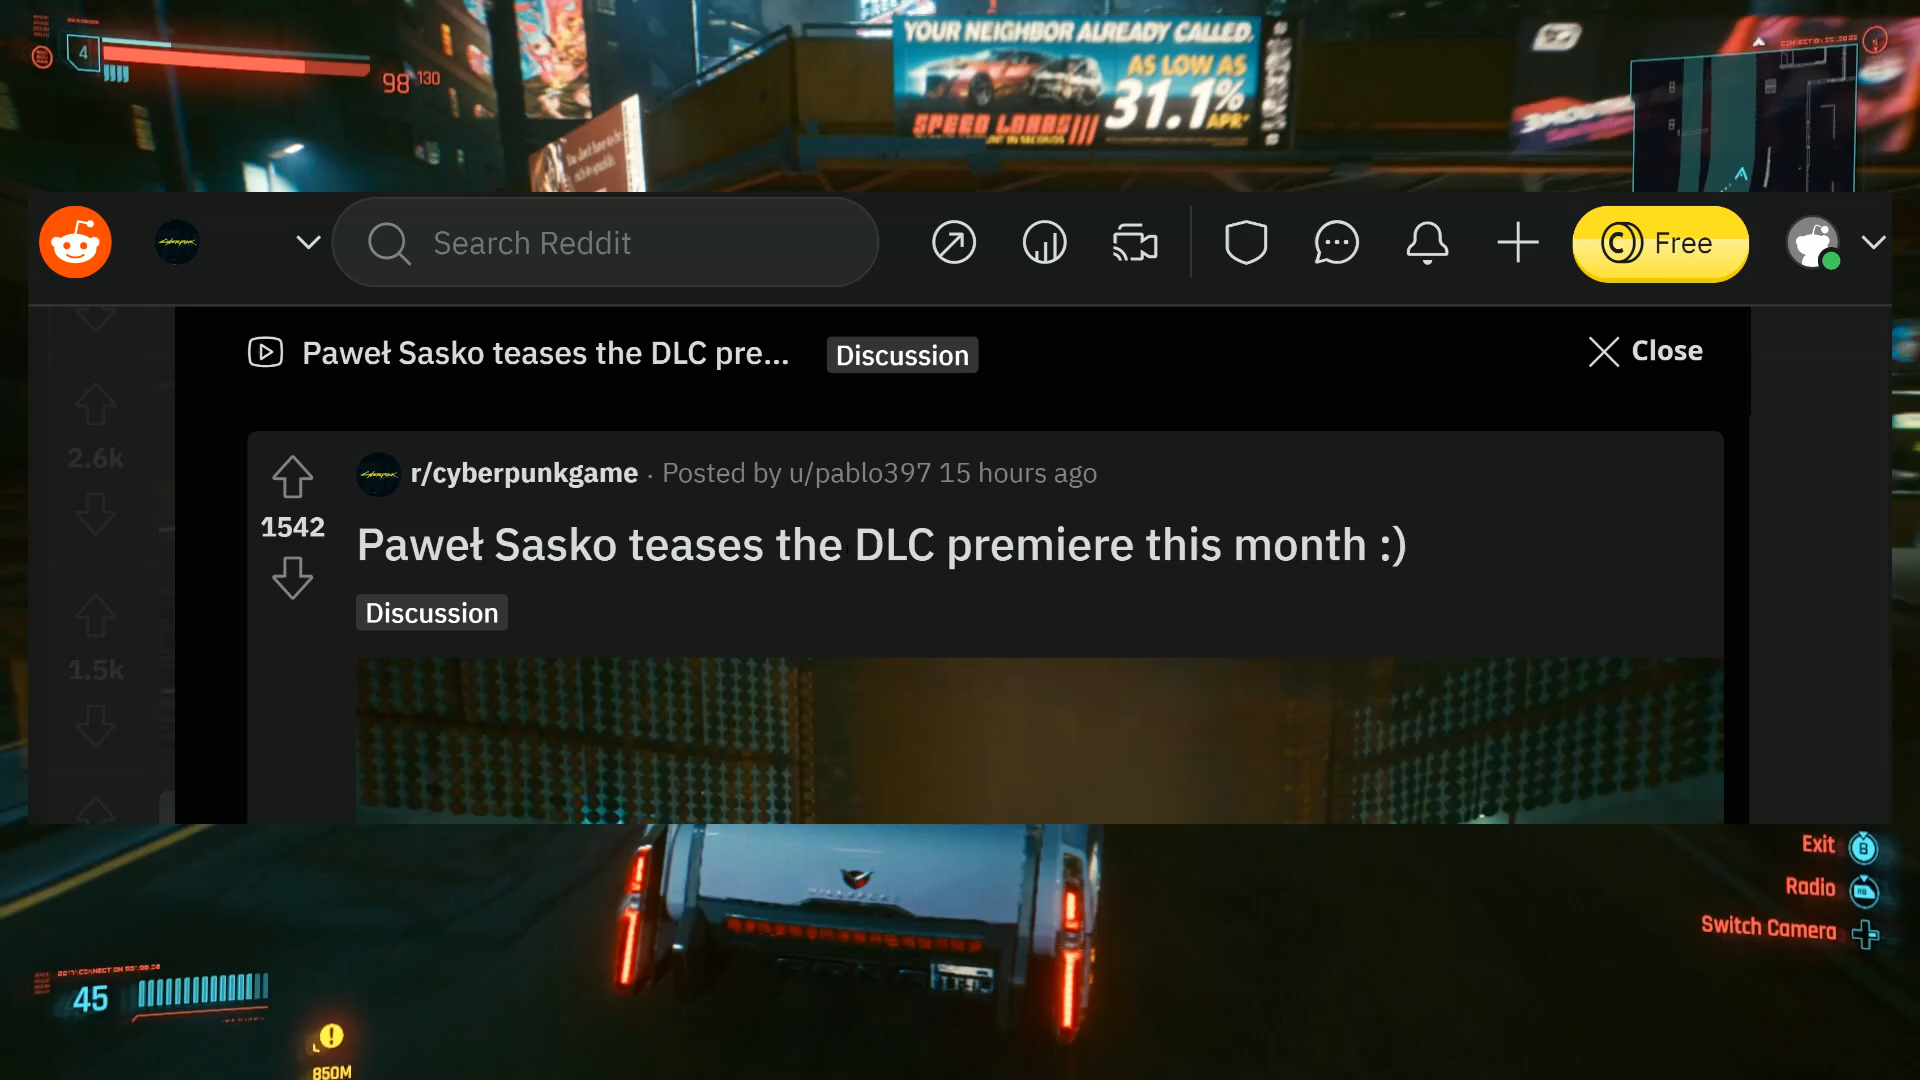 4
98 130
YOUR NEIGHBOR ALREADY CALLED.
AS LOW AS
31.1%
APR*
SPEED LOANS
Search Reddit
Free
Paweł Sasko teases the DLC pre...
Discussion
Close
r/cyberpunkgame · Posted by u/pablo397 15 hours ago
1542
Paweł Sasko teases the DLC premiere this month :)
Discussion
2.6k
1.5k
Exit B
Radio RB
Switch Camera
45
850M